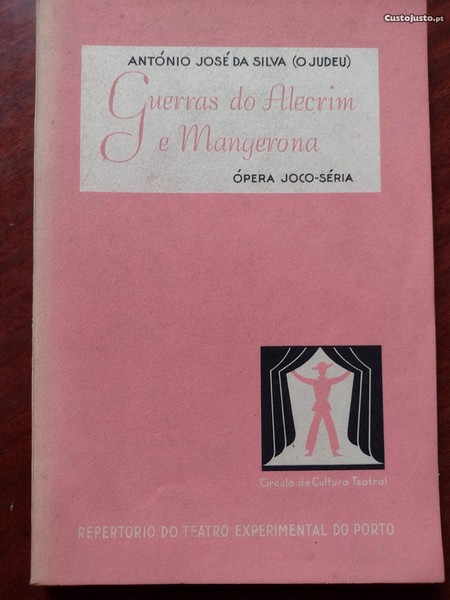 CustoJusto.pt
ANTÓNIO JOSÉ DA SILVA (O JUDEU)
Guerras do Alecrim
e Mangerona
ÓPERA JOCO-SÉRIA
Círculo de Cultura Teatral
REPERTÓRIO DO TEATRO EXPERIMENTAL DO PORTO